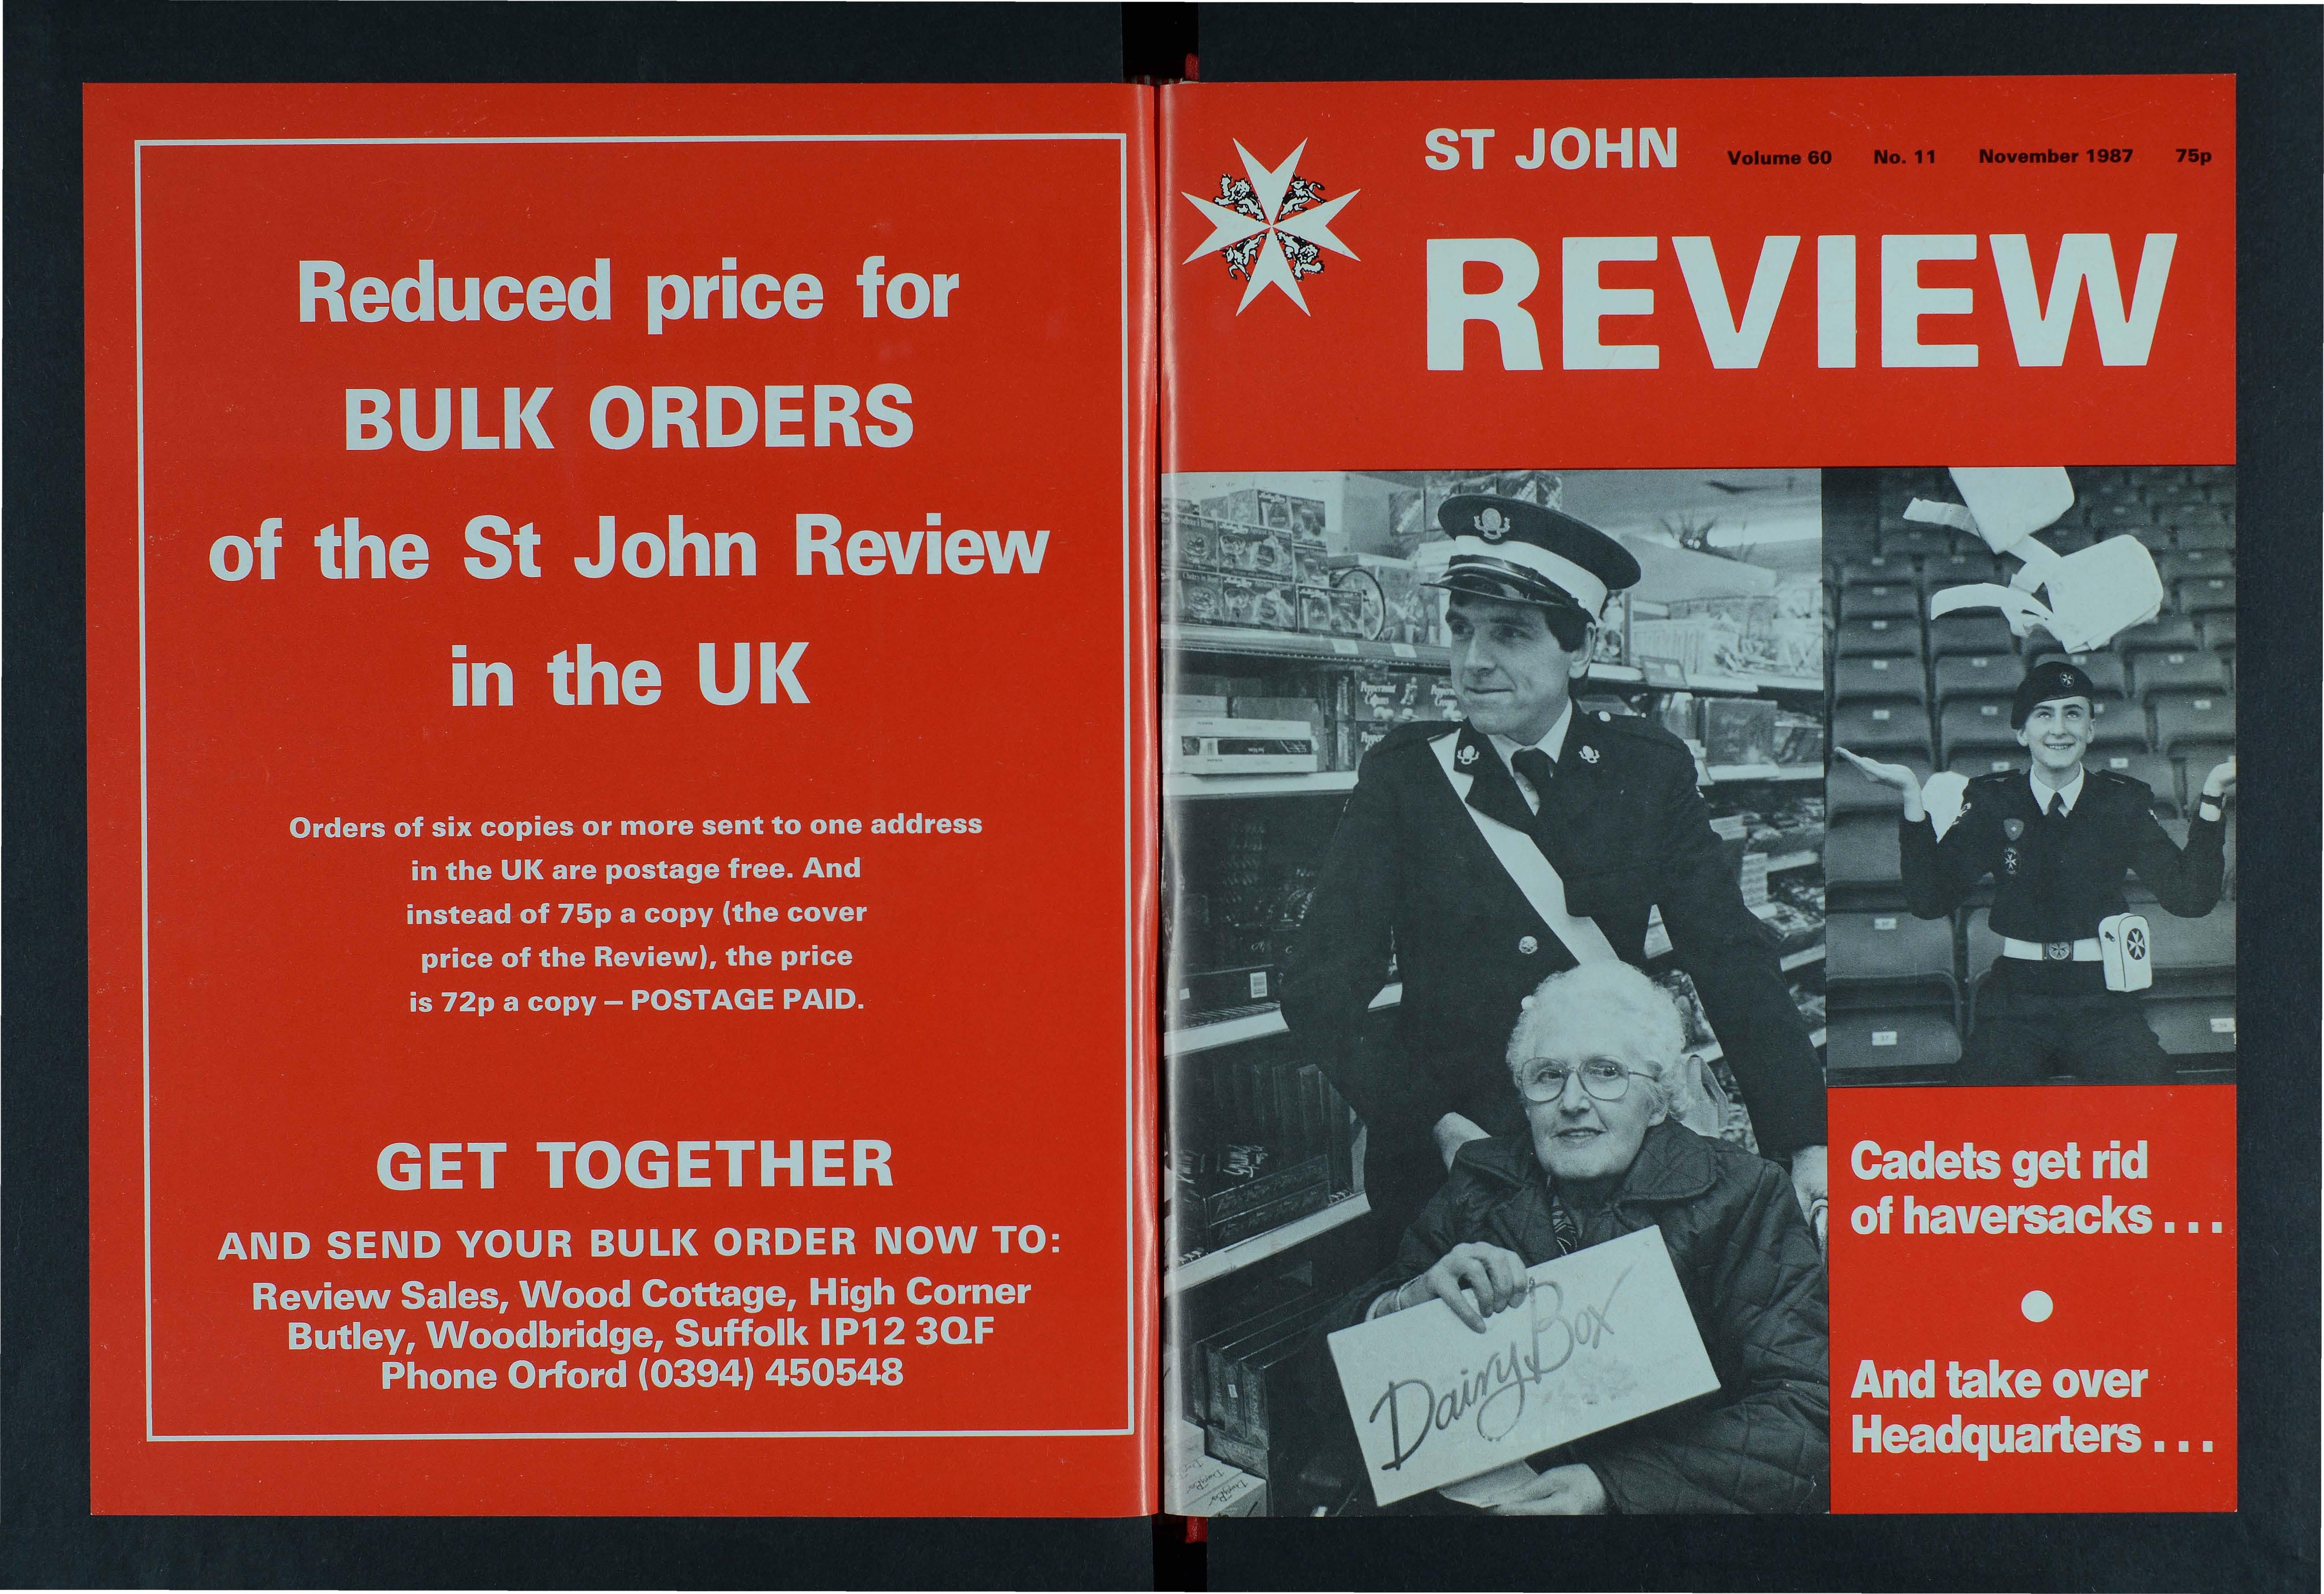 Reduced price for
BULK ORDERS
of the St John Review
in the UK
Orders of six copies or more sent to one address
in the UK are postage free. And
instead of 75p a copy (the cover
price of the Review), the price
is 72p a copy – POSTAGE PAID.
GET TOGETHER
AND SEND YOUR BULK ORDER NOW TO:
Review Sales, Wood Cottage, High Corner
Butley, Woodbridge, Suffolk IP12 3QF
Phone Orford (0394) 450548
ST JOHN Volume 60 No. 11 November 1987 75p
REVIEW
Peppermint
Dairy Box
Cadets get rid
of haversacks . . .
And take over
Headquarters . . .